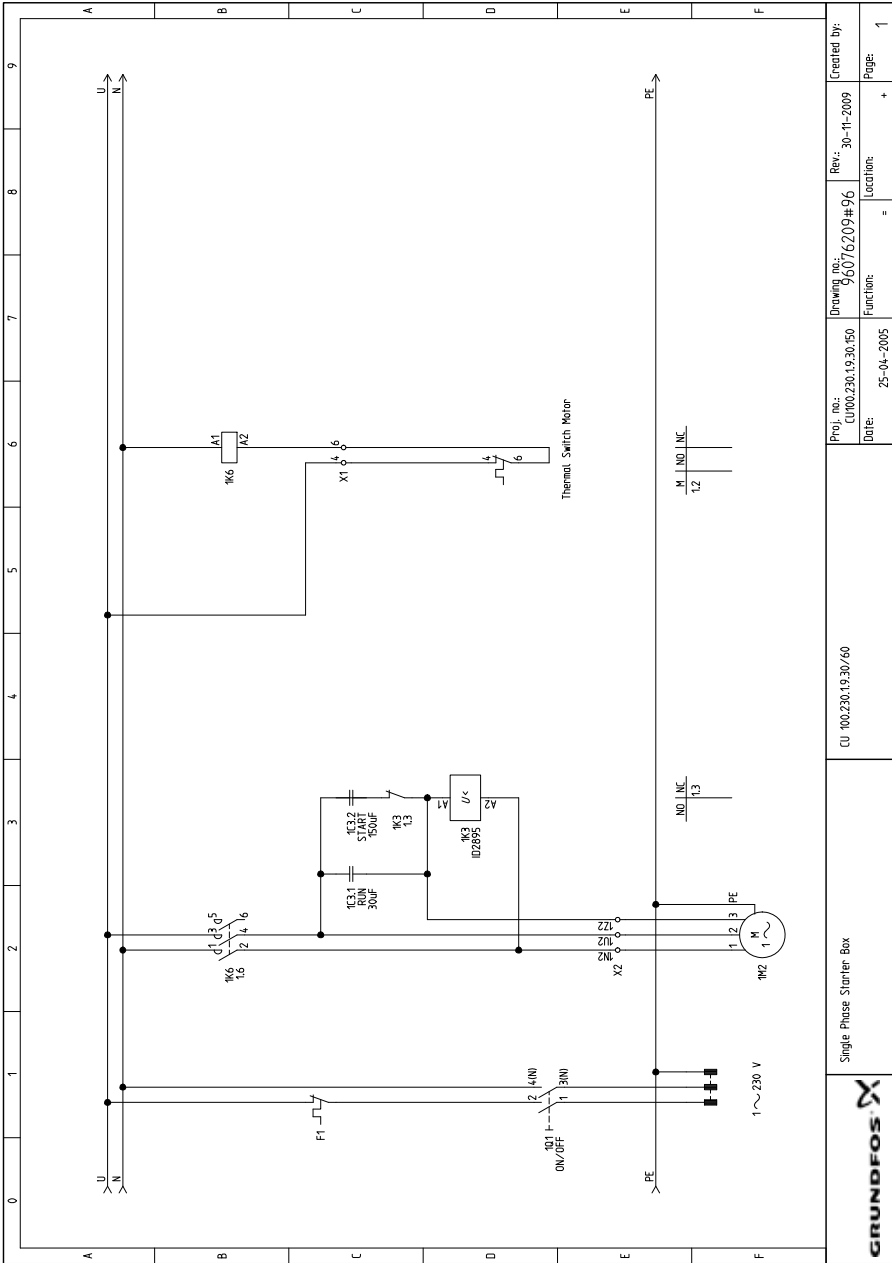 0 1 2 3 4 5 6 7 8 9
A A
B B
C C
D D
E E
F F
U U
N N
PE PE
F1
2 4(N)
1Q1
ON/OFF
1 3(N)
1~ 230 V
1 3 5
1K6
1.6
2 4 6
1C3.1
RUN
30uF
1C3.2
START
150uF
1K3
1.3
A1
U<
A2
1K3
ID2895
X2
1N2 1U2 1Z2
1 2 3 PE
M
1~
1M2
NO NC
1.3
1K6
A1
A2
X1
4 6
4
6
Thermal Switch Motor
M NO NC
1.2
GRUNDFOS
Single Phase Starter Box
CU 100.230.1.9.30/60
Proj. no.:
CU100.230.1.9.30.150
Drawing no.:
96076209#96
Rev.:
30-11-2009
Created by:
Date:
25-04-2005
Function:
=
Location:
+
Page:
1